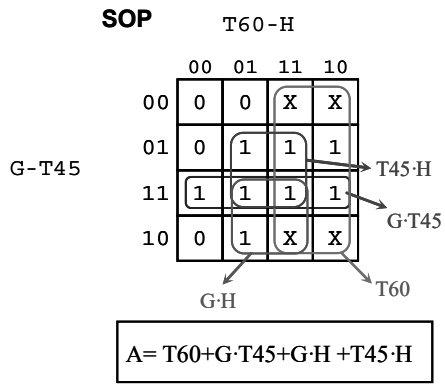 SOP
T60-H
00 01 11 10
00 0 0 X X
01 0 1 1 1
T45·H
G-T45
11 1 1 1 1
G·T45
10 0 1 X X
G·H
T60
A= T60+G·T45+G·H +T45·H